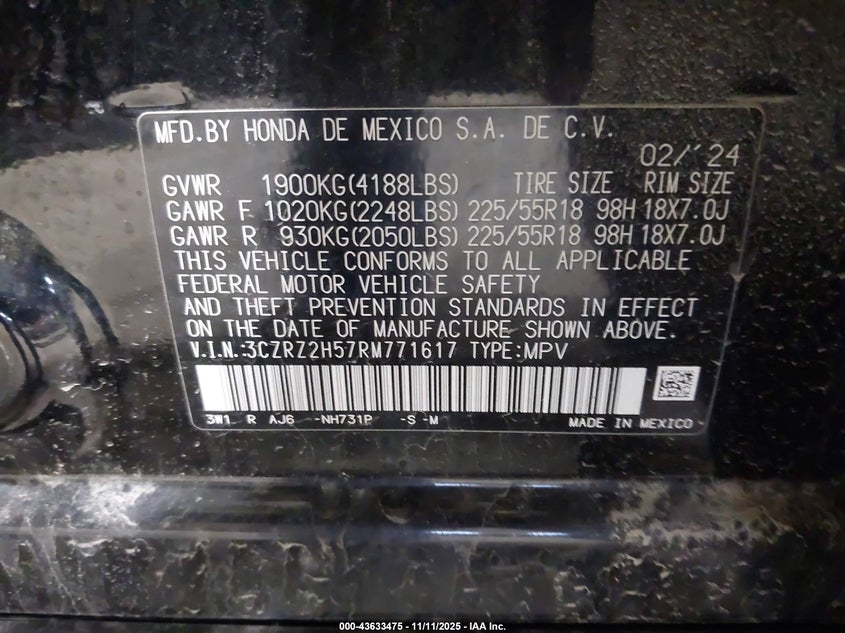 MFD.BY HONDA DE MEXICO S.A. DE C.V.
02/'24
GVWR 1900KG(4188LBS) TIRE SIZE RIM SIZE
GAWR F 1020KG(2248LBS) 225/55R18 98H 18X7.0J
GAWR R 930KG(2050LBS) 225/55R18 98H 18X7.0J
THIS VEHICLE CONFORMS TO ALL APPLICABLE
FEDERAL MOTOR VEHICLE SAFETY
AND THEFT PREVENTION STANDARDS IN EFFECT
ON THE DATE OF MANUFACTURE SHOWN ABOVE.
V.I.N.:3CZRZ2H57RM771617 TYPE:MPV
3W1 R AJ6 -NH731P -S -M MADE IN MEXICO
000-43633475 - 11/11/2025 - IAA Inc.